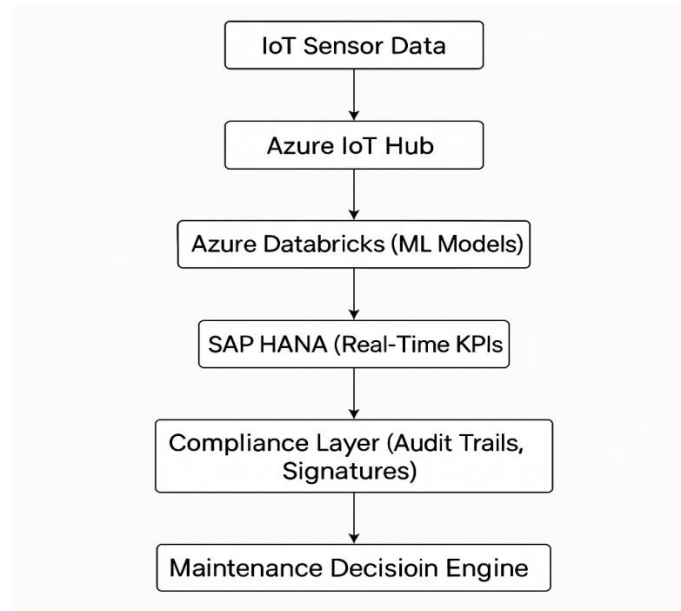 IoT Sensor Data
Azure IoT Hub
Azure Databricks (ML Models)
SAP HANA (Real-Time KPIs
Compliance Layer (Audit Trails,
Signatures)
Maintenance Decisioin Engine